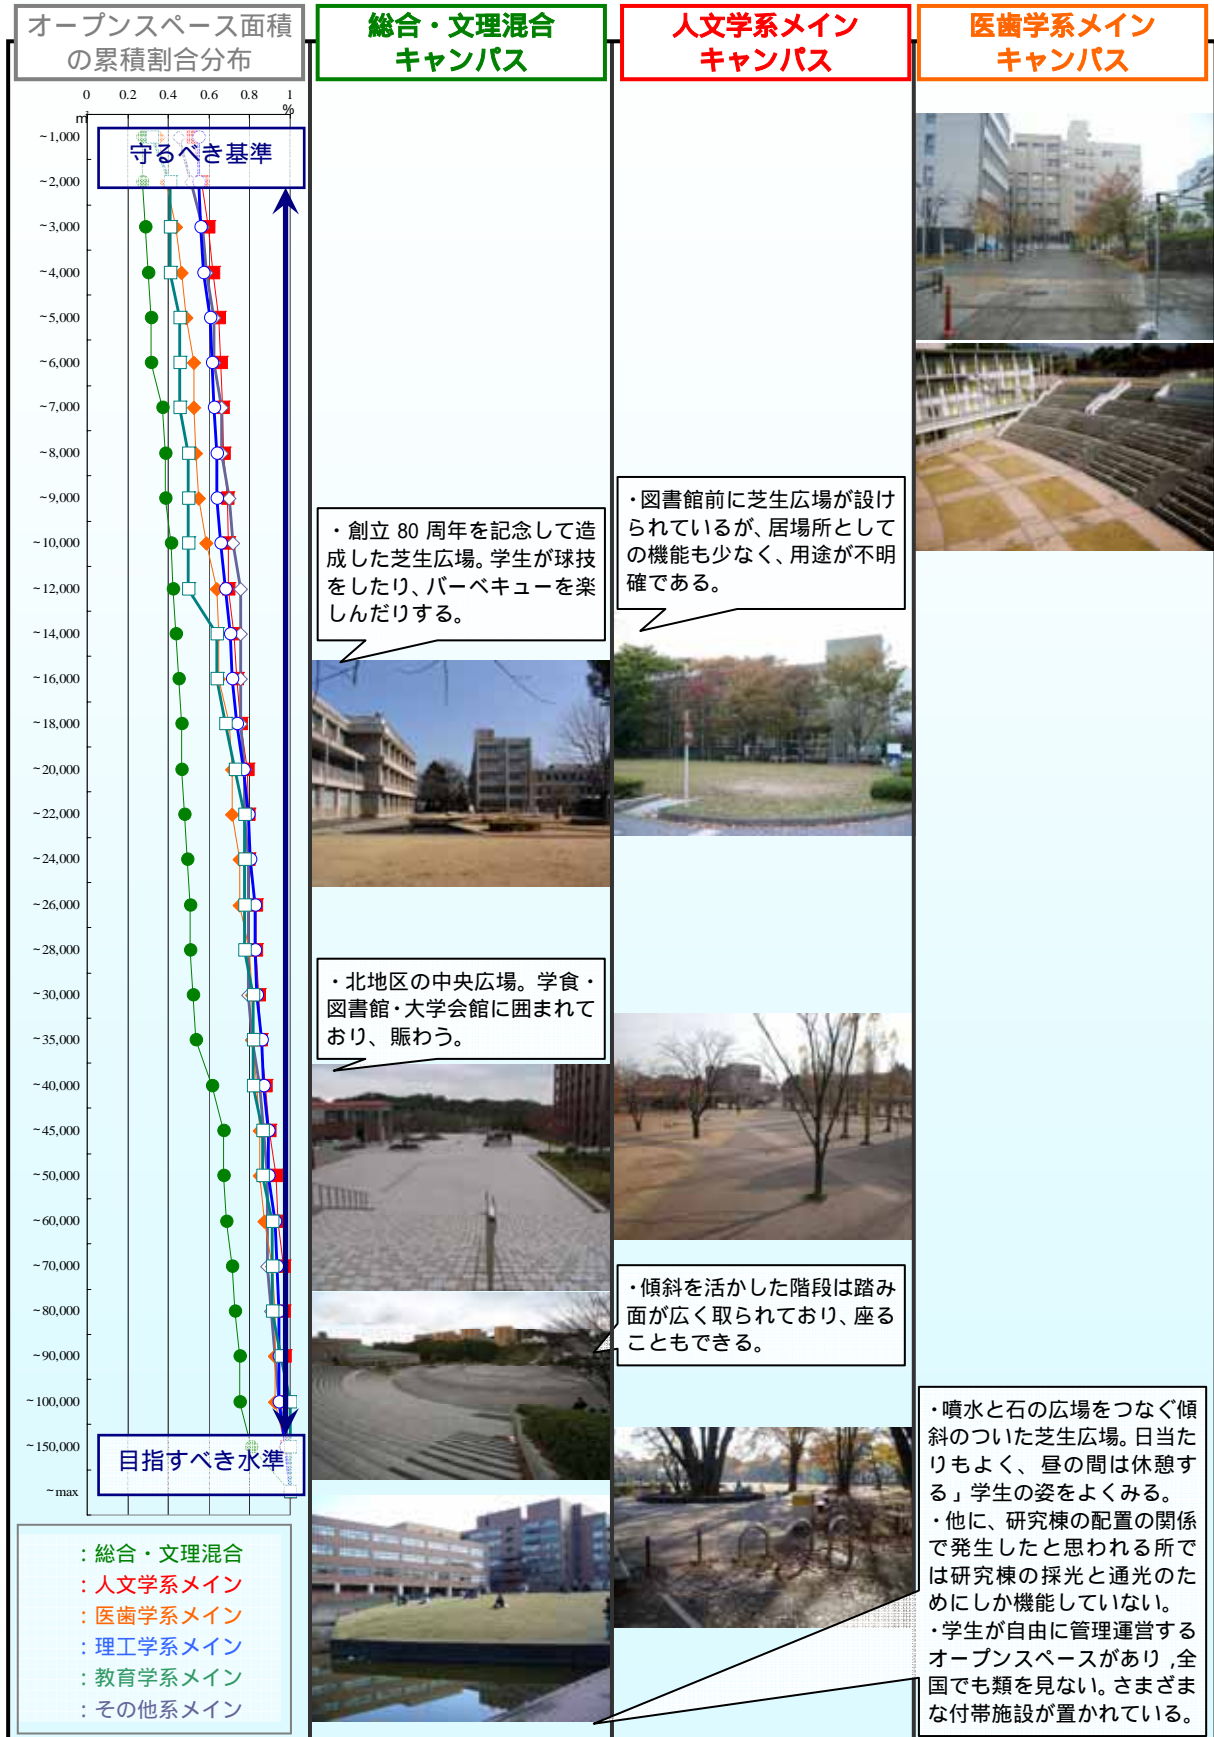 オープンスペース面積
の累積割合分布
総合・文理混合
キャンパス
人文学系メイン
キャンパス
医歯学系メイン
キャンパス
0 0.2 0.4 0.6 0.8 1
㎡ %
~1,000
守るべき基準
~2,000
~3,000
~4,000
~5,000
~6,000
~7,000
~8,000
~9,000
~10,000
~12,000
~14,000
~16,000
~18,000
~20,000
~22,000
~24,000
~26,000
~28,000
~30,000
~35,000
~40,000
~45,000
~50,000
~60,000
~70,000
~80,000
~90,000
~100,000
~150,000
目指すべき水準
~max
：総合・文理混合
：人文学系メイン
：医歯学系メイン
：理工学系メイン
：教育学系メイン
：その他系メイン
・創立 80 周年を記念して造
成した芝生広場。学生が球技
をしたり、バーベキューを楽
しんだりする。
・北地区の中央広場。学食・
図書館・大学会館に囲まれて
おり、賑わう。
・図書館前に芝生広場が設け
られているが、居場所として
の機能も少なく、用途が不明
確である。
・傾斜を活かした階段は踏み
面が広く取られており、座る
こともできる。
・噴水と石の広場をつなぐ傾
斜のついた芝生広場。日当た
りもよく、昼の間は休憩す
る」学生の姿をよくみる。
・他に、研究棟の配置の関係
で発生したと思われる所で
は研究棟の採光と通光のた
めにしか機能していない。
・学生が自由に管理運営する
オープンスペースがあり,全
国でも類を見ない。さまざま
な付帯施設が置かれている。